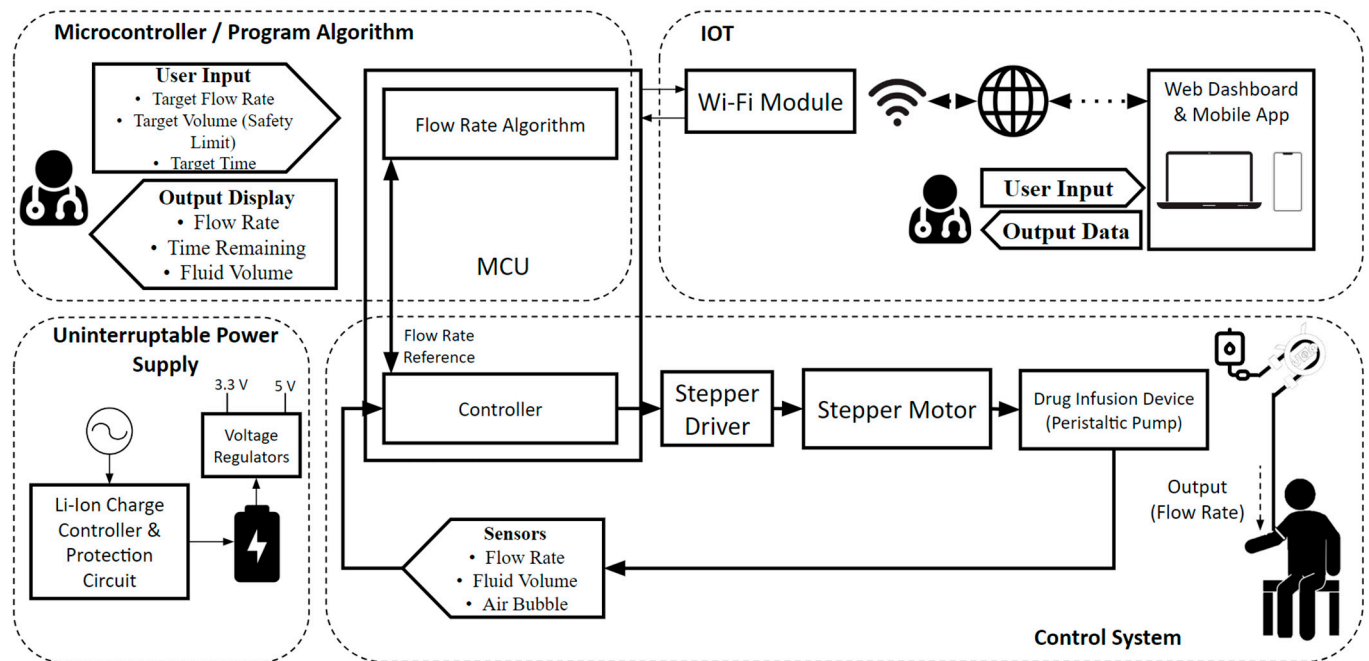 Microcontroller / Program Algorithm
User Input
• Target Flow Rate
• Target Volume (Safety
Limit)
• Target Time
Output Display
• Flow Rate
• Time Remaining
• Fluid Volume
Flow Rate Algorithm
MCU
IOT
Wi-Fi Module
Web Dashboard
& Mobile App
User Input
Output Data
Uninterruptable Power
Supply
3.3 V
5 V
Voltage
Regulators
Li-Ion Charge
Controller &
Protection
Circuit
Flow Rate
Reference
Controller
Stepper
Driver
Stepper Motor
Drug Infusion Device
(Peristaltic Pump)
Output
(Flow Rate)
Sensors
• Flow Rate
• Fluid Volume
• Air Bubble
Control System